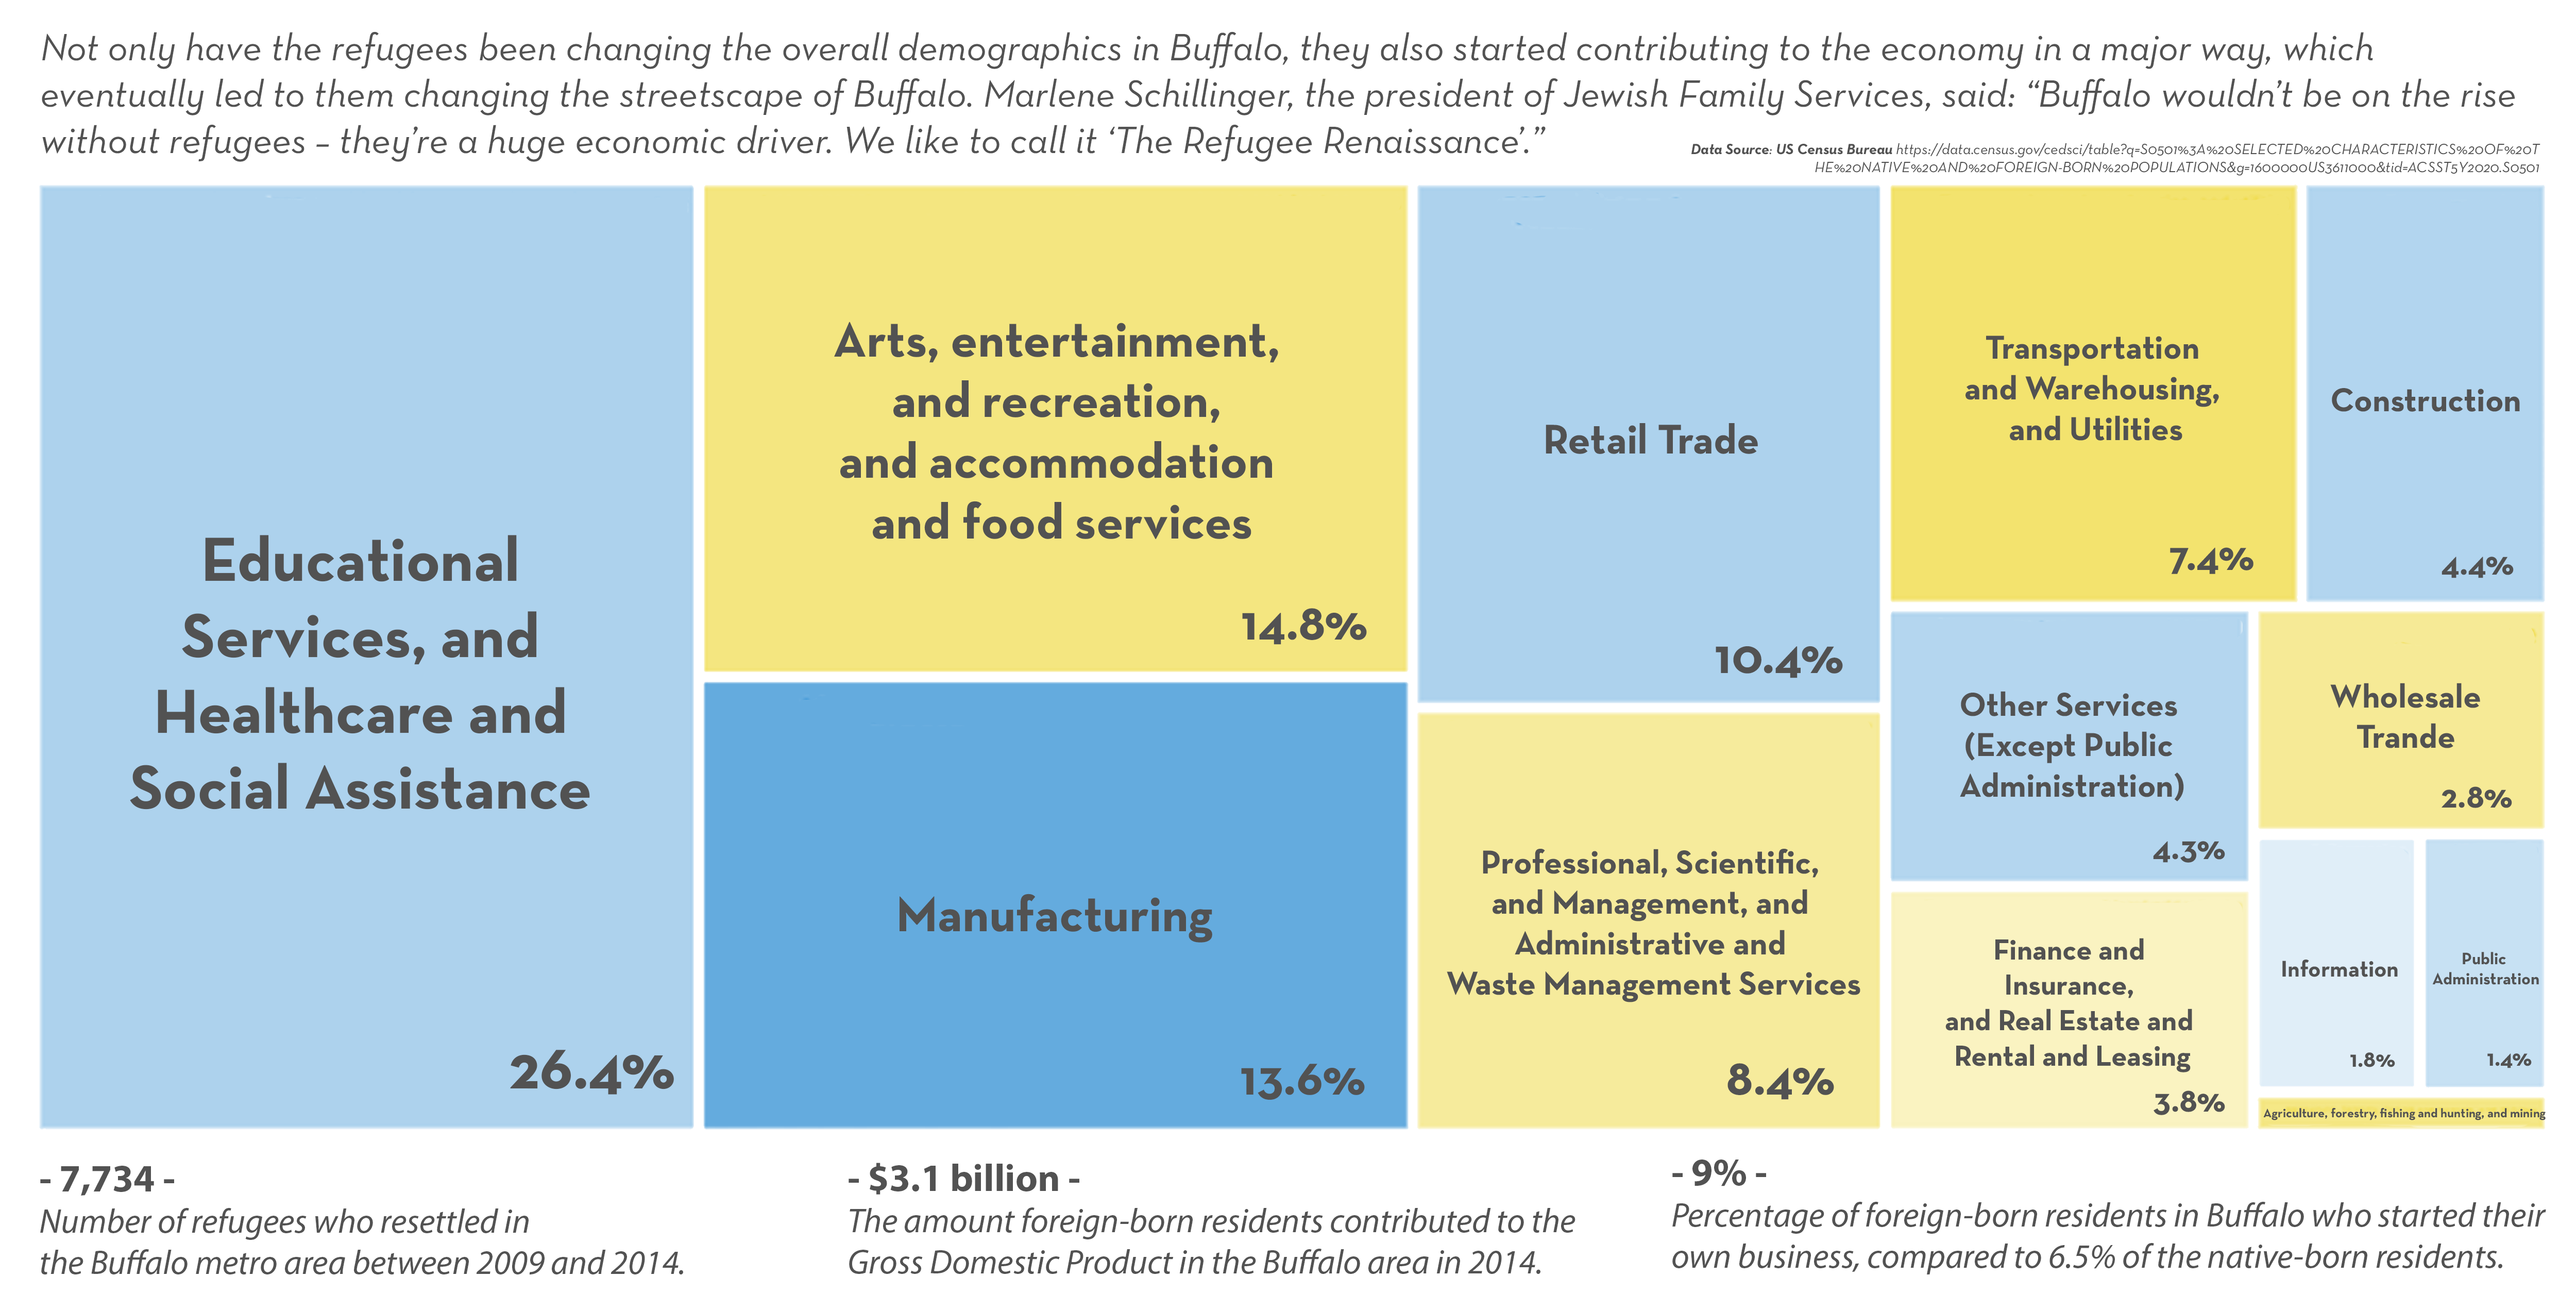 Not only have the refugees been changing the overall demographics in Buffalo, they also started contributing to the economy in a major way, which
eventually led to them changing the streetscape of Buffalo. Marlene Schillinger, the president of Jewish Family Services, said: “Buffalo wouldn’t be on the rise
without refugees – they’re a huge economic driver. We like to call it ‘The Refugee Renaissance’.”
Data Source: US Census Bureau https://data.census.gov/cedsci/table?q=S0501%3A%20SELECTED%20CHARACTERISTICS%20OF%20T
HE%20NATIVE%20AND%20FOREIGN-BORN%20POPULATIONS&g=1600000US3611000&tid=ACSST5Y2020.S0501
Educational
Services, and
Healthcare and
Social Assistance
26.4%
Arts, entertainment,
and recreation,
and accommodation
and food services
14.8%
Manufacturing
13.6%
Retail Trade
10.4%
Professional, Scientific,
and Management, and
Administrative and
Waste Management Services
8.4%
Transportation
and Warehousing,
and Utilities
7.4%
Construction
4.4%
Other Services
(Except Public
Administration)
4.3%
Wholesale
Trande
2.8%
Finance and
Insurance,
and Real Estate and
Rental and Leasing
3.8%
Information
1.8%
Public
Administration
1.4%
Agriculture, forestry, fishing and hunting, and mining
- 7,734 -
Number of refugees who resettled in
the Buffalo metro area between 2009 and 2014.
- $3.1 billion -
The amount foreign-born residents contributed to the
Gross Domestic Product in the Buffalo area in 2014.
- 9% -
Percentage of foreign-born residents in Buffalo who started their
own business, compared to 6.5% of the native-born residents.